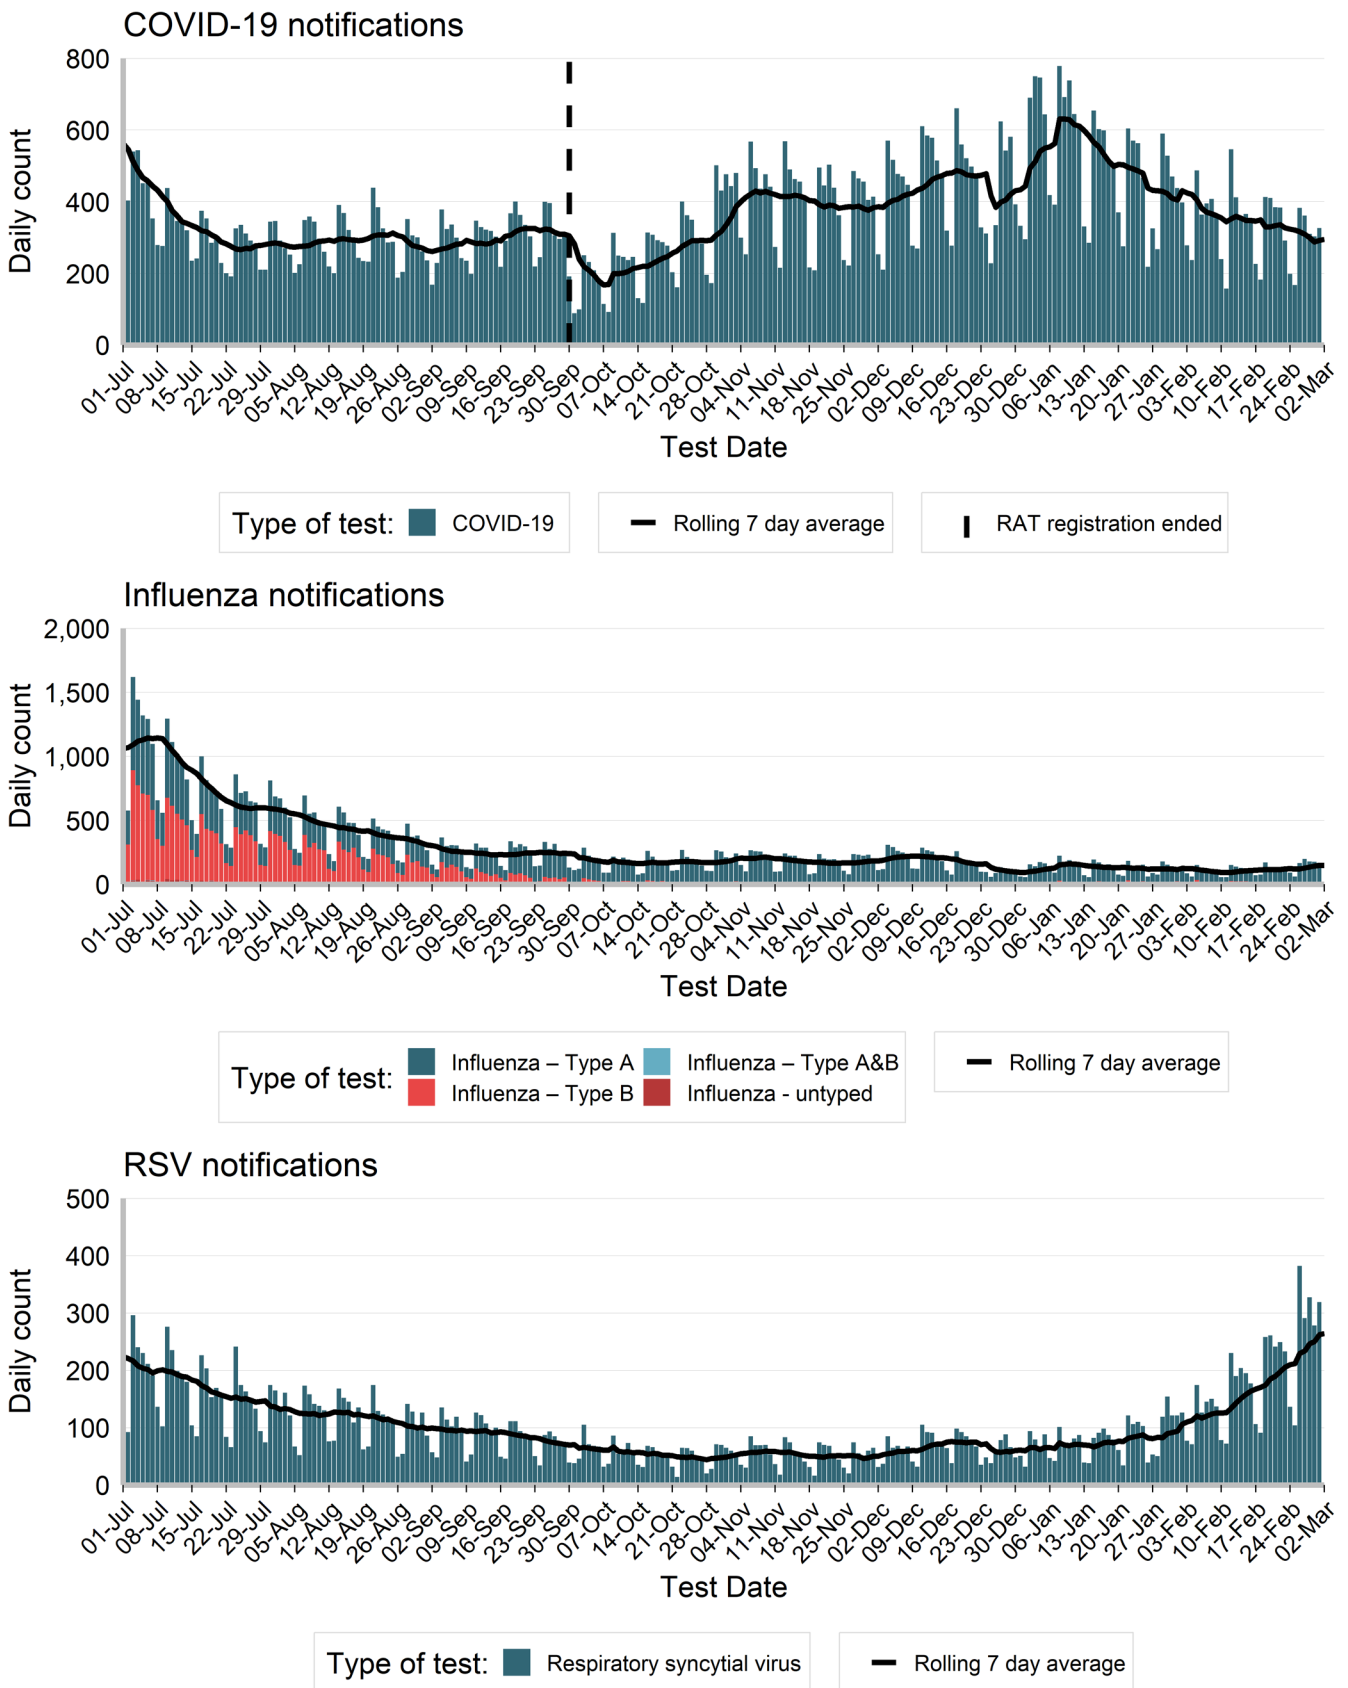 COVID-19 notifications
Daily count
800
600
400
200
0
01-Jul 08-Jul 15-Jul 22-Jul 29-Jul 05-Aug 12-Aug 19-Aug 26-Aug 02-Sep 09-Sep 16-Sep 23-Sep 30-Sep 07-Oct 14-Oct 21-Oct 28-Oct 04-Nov 11-Nov 18-Nov 25-Nov 02-Dec 09-Dec 16-Dec 23-Dec 30-Dec 06-Jan 13-Jan 20-Jan 27-Jan 03-Feb 10-Feb 17-Feb 24-Feb 02-Mar
Test Date
Type of test: COVID-19 Rolling 7 day average RAT registration ended
Influenza notifications
Daily count
2,000
1,500
1,000
500
0
01-Jul 08-Jul 15-Jul 22-Jul 29-Jul 05-Aug 12-Aug 19-Aug 26-Aug 02-Sep 09-Sep 16-Sep 23-Sep 30-Sep 07-Oct 14-Oct 21-Oct 28-Oct 04-Nov 11-Nov 18-Nov 25-Nov 02-Dec 09-Dec 16-Dec 23-Dec 30-Dec 06-Jan 13-Jan 20-Jan 27-Jan 03-Feb 10-Feb 17-Feb 24-Feb 02-Mar
Test Date
Type of test:
Influenza – Type A Influenza – Type A&B Rolling 7 day average
Influenza – Type B Influenza - untyped
RSV notifications
Daily count
500
400
300
200
100
0
01-Jul 08-Jul 15-Jul 22-Jul 29-Jul 05-Aug 12-Aug 19-Aug 26-Aug 02-Sep 09-Sep 16-Sep 23-Sep 30-Sep 07-Oct 14-Oct 21-Oct 28-Oct 04-Nov 11-Nov 18-Nov 25-Nov 02-Dec 09-Dec 16-Dec 23-Dec 30-Dec 06-Jan 13-Jan 20-Jan 27-Jan 03-Feb 10-Feb 17-Feb 24-Feb 02-Mar
Test Date
Type of test: Respiratory syncytial virus Rolling 7 day average